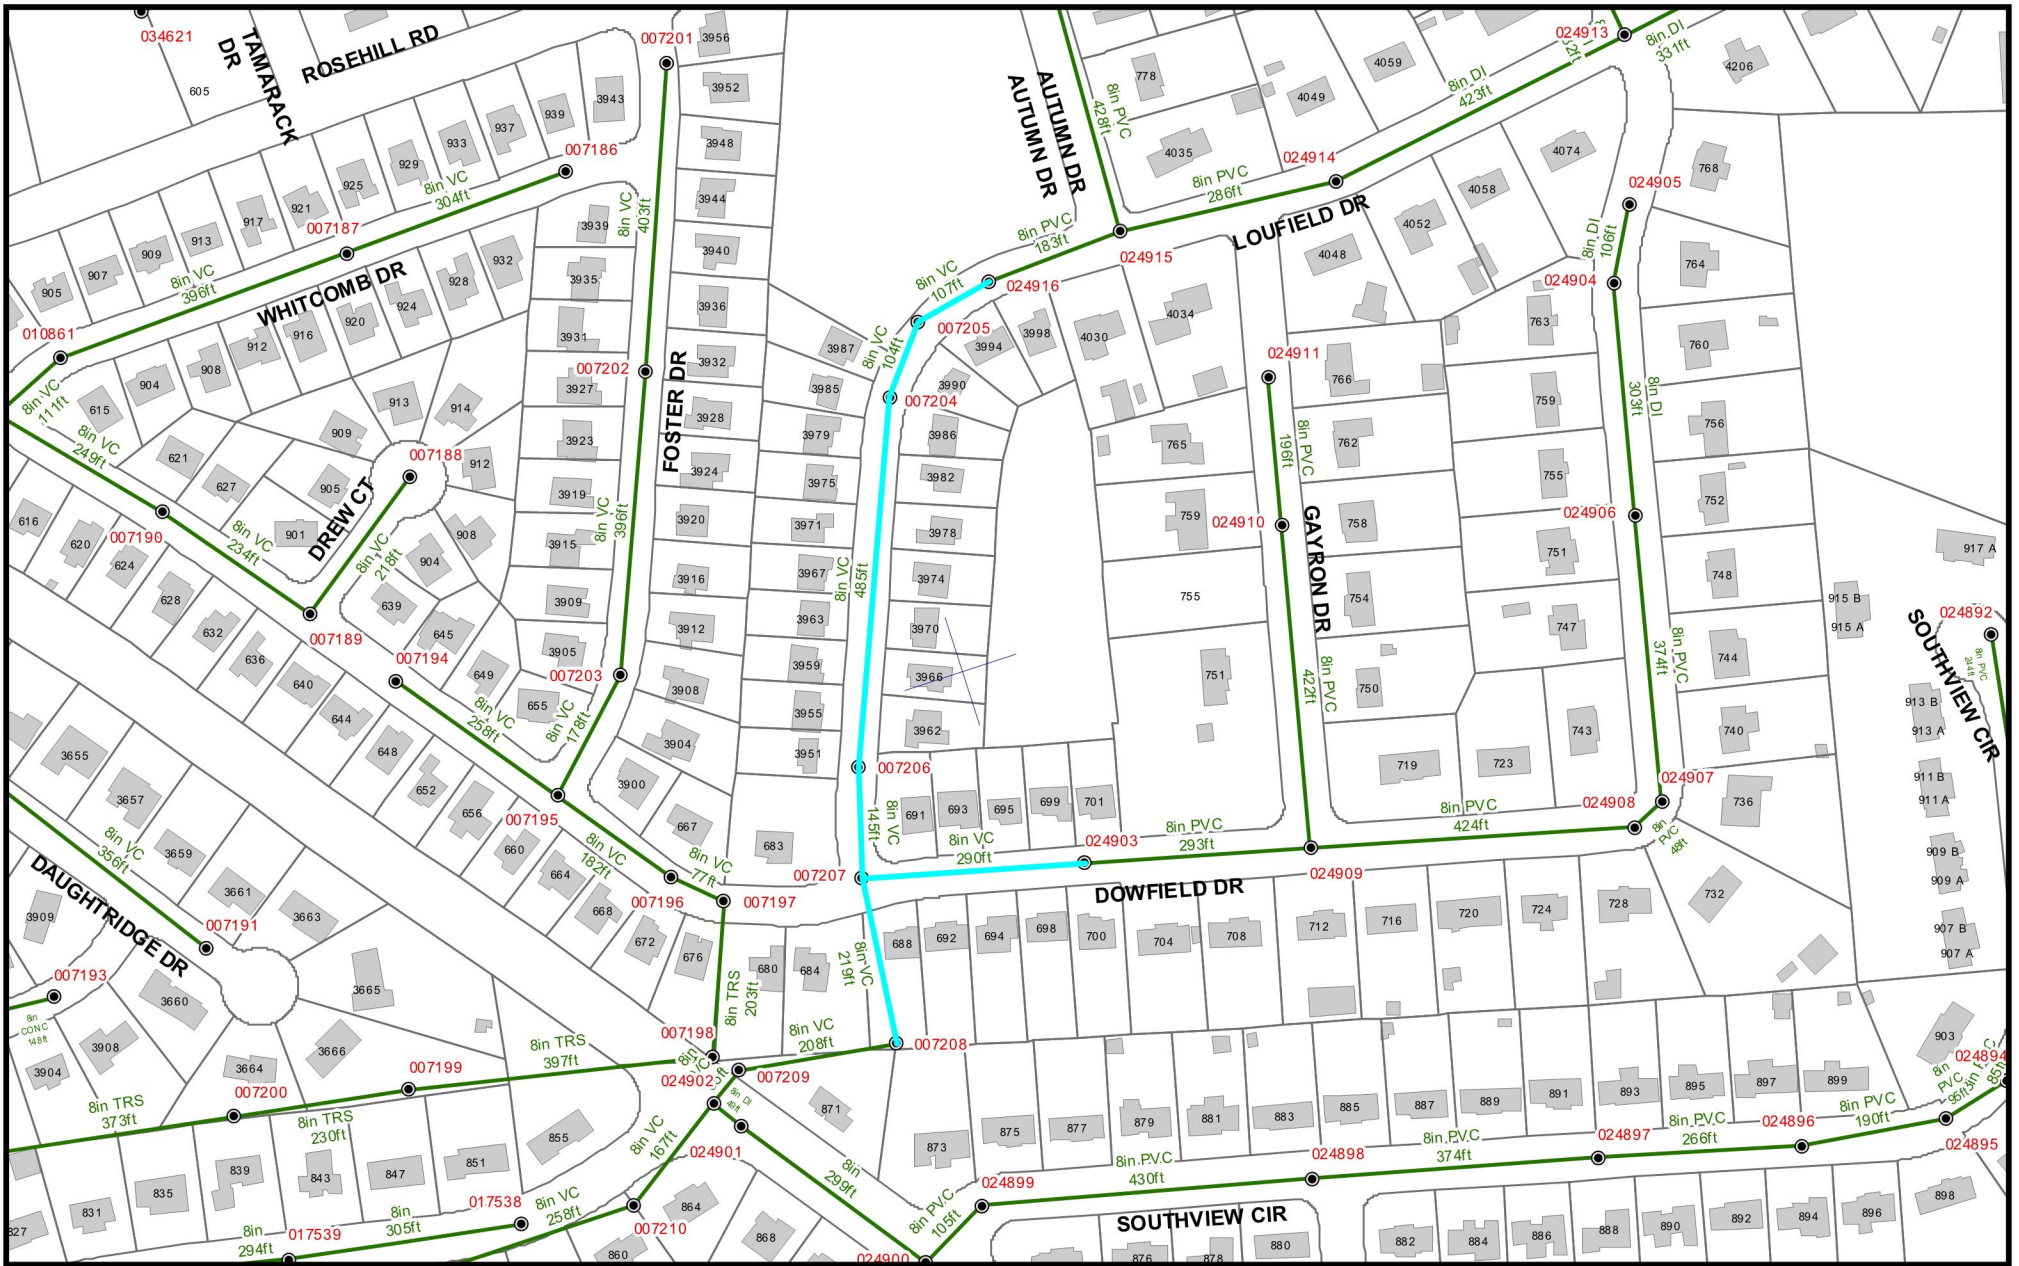 034621
TAMARACK
DR
ROSEHILL RD
605
007201
3956
3952
3948
3944
3940
3936
3932
3928
3924
3920
3916
3912
3908
3904
3900
3943
939
937
933
929
925
921
917
913
909
907
905
007186
8in VC
304ft
007187
8in VC
396ft
WHITCOMB DR
010861
8in VC
111ft
8in VC
403ft
932
928
924
920
916
912
908
904
615
3939
3935
3931
3927
3923
3919
3915
3909
3905
007202
FOSTER DR
8in VC
396ft
007203
8in VC
178ft
913
914
909
912
905
901
908
904
621
627
639
645
649
655
007188
DREW CT
8in VC
218ft
8in VC
249ft
007190
8in VC
234ft
007189
007194
8in VC
258ft
007195
8in VC
182ft
007196
8in VC
77ft
007197
616
620
624
628
632
636
640
644
648
652
656
660
664
668
672
676
680
684
667
683
3655
3657
3659
3661
3663
3665
3666
3664
3660
8in VC
356ft
DAUGHTRIDGE DR
007191
007193
3909
3908
3904
8in
CONC
148ft
8in TRS
203ft
007198
8in TRS
397ft
007199
8in TRS
230ft
007200
8in TRS
373ft
8in VC
208ft
007208
007209
024902
8in DI
49ft
8in VC
167ft
024901
8in
299ft
007210
8in VC
258ft
017538
8in
305ft
017539
8in
294ft
827
831
835
839
843
847
851
855
860
864
868
871
873
875
877
879
881
883
885
887
889
891
893
895
897
899
903
024900
8in PVC
105ft
024899
8in PVC
430ft
024898
8in PVC
374ft
024897
8in PVC
266ft
024896
8in PVC
190ft
024895
024894
8in
PVC
95ft
SOUTHVIEW CIR
876
878
880
882
884
886
888
890
892
894
896
898
AUTUMN DR
AUTUMN DR
8in PVC
428ft
778
4035
4049
4059
4206
024913
8in DI
331ft
8in DI
423ft
024914
8in PVC
286ft
LOUFIELD DR
024915
8in PVC
183ft
024916
8in VC
107ft
007205
8in VC
104ft
007204
8in VC
485ft
007206
8in VC
145ft
007207
8in VC
219ft
3987
3985
3979
3975
3971
3967
3963
3959
3955
3951
3998
3994
3990
3986
3982
3978
3974
3970
3966
3962
4030
4034
4048
4052
4058
4074
765
759
755
751
691
693
695
699
701
8in VC
290ft
024903
8in PVC
293ft
DOWFIELD DR
024909
8in PVC
424ft
024908
024907
8in
PVC
48ft
024911
8in PVC
196ft
024910
GAYRON DR
8in PVC
422ft
766
762
758
754
750
719
723
743
747
751
755
759
763
024905
8in DI
106ft
024904
8in DI
303ft
024906
8in PVC
374ft
768
764
760
756
752
748
744
740
736
732
728
724
720
716
712
708
704
700
698
694
692
688
917 A
915 B
915 A
913 B
913 A
911 B
911 A
909 B
909 A
907 B
907 A
024892
8in PVC
244ft
SOUTHVIEW CIR